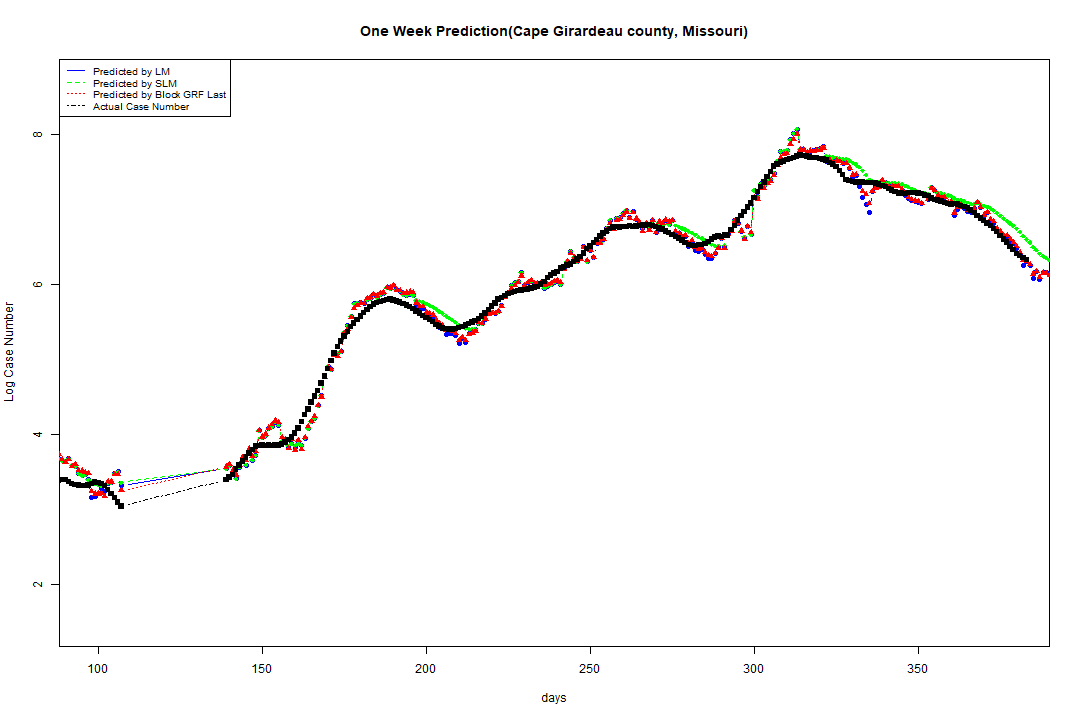 One Week Prediction(Cape Girardeau county, Missouri)
Predicted by LM
Predicted by SLM
Predicted by Block GRF Last
Actual Case Number
8
6
4
2
Log Case Number
100 150 200 250 300 350
days